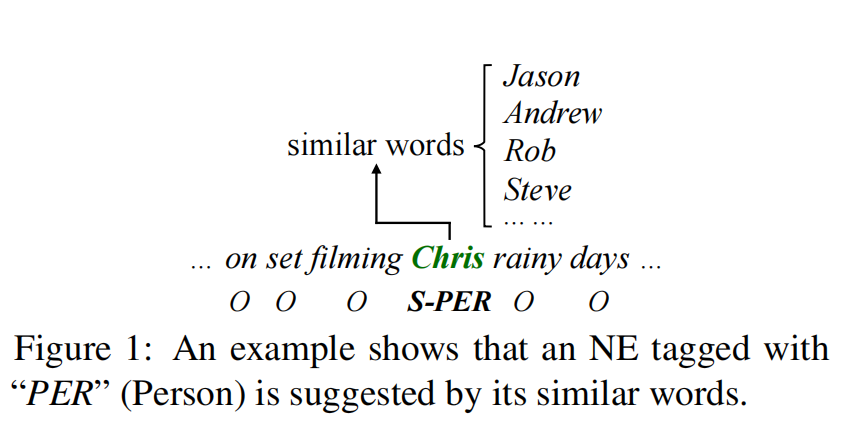 Jason
Andrew
similar words
Rob
Steve
... ...
... on set filming Chris rainy days ...
O O O S-PER O O
Figure 1: An example shows that an NE tagged with
“PER” (Person) is suggested by its similar words.